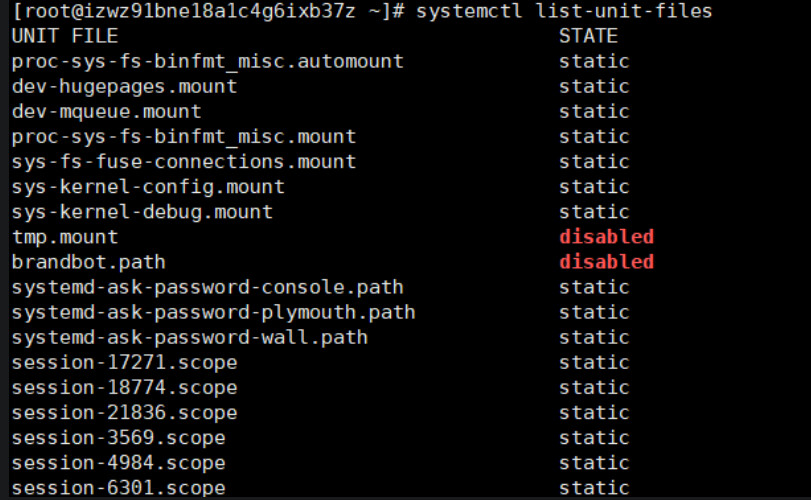 [root@izwz91bne18a1c4g6ixb37z ~]# systemctl list-unit-files
UNIT FILE                                     STATE
proc-sys-fs-binfmt_misc.automount             static
dev-hugepages.mount                           static
dev-mqueue.mount                              static
proc-sys-fs-binfmt_misc.mount                 static
sys-fs-fuse-connections.mount                 static
sys-kernel-config.mount                       static
sys-kernel-debug.mount                        static
tmp.mount                                     disabled
brandbot.path                                 disabled
systemd-ask-password-console.path             static
systemd-ask-password-plymouth.path            static
systemd-ask-password-wall.path                static
session-17271.scope                           static
session-18774.scope                           static
session-21836.scope                           static
session-3569.scope                            static
session-4984.scope                            static
session-6301.scope                            static